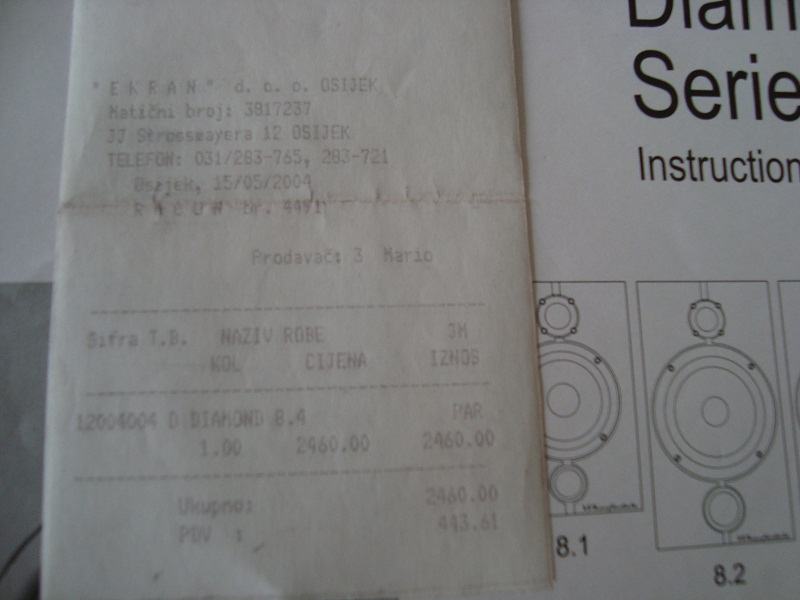 "EKRAN" d. o. o. OSIJEK
Matični broj: 3817237
JJ Strossmayera 12 OSIJEK
TELEFON: 031/283-765, 283-721
Osijek, 15/05/2004
RAČUN br. 4491
Prodavač: 3 Mario
Šifra T.B. NAZIV ROBE JM
KOL CIJENA IZNOS
12004004 D DIAMOND 8.4 PAR
1.00 2460.00 2460.00
Ukupno: 2460.00
PDV : 443.61
Diam
Serie
Instruction
8.1
8.2